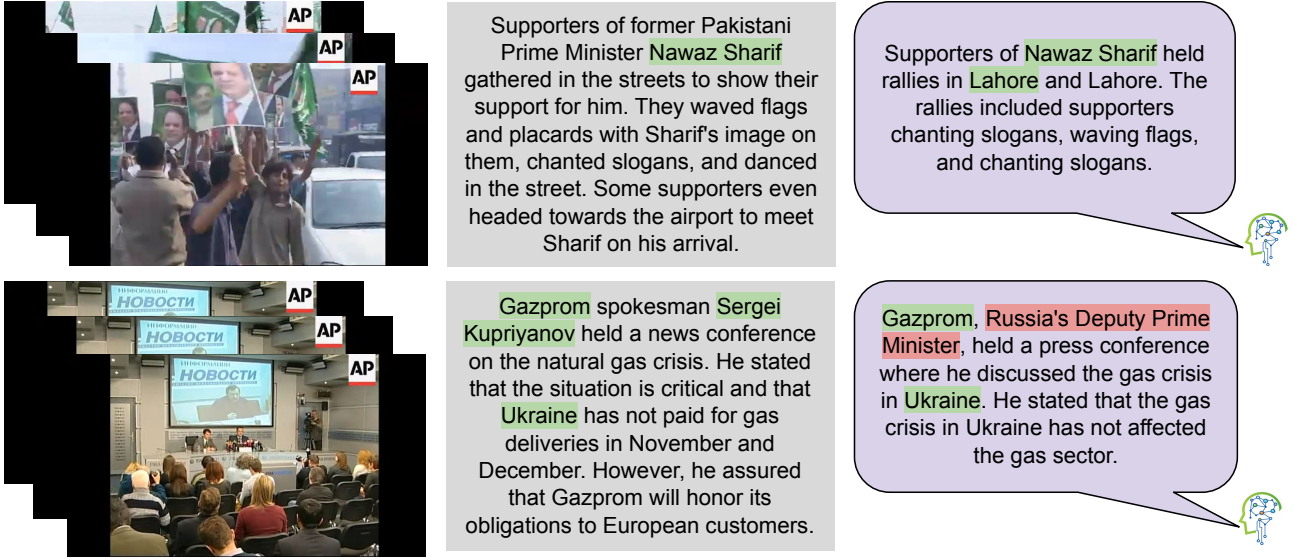 AP
AP
AP
Supporters of former Pakistani
Prime Minister Nawaz Sharif
gathered in the streets to show their
support for him. They waved flags
and placards with Sharif's image on
them, chanted slogans, and danced
in the street. Some supporters even
headed towards the airport to meet
Sharif on his arrival.
Supporters of Nawaz Sharif held
rallies in Lahore and Lahore. The
rallies included supporters
chanting slogans, waving flags,
and chanting slogans.
НОВОСТИ
AP
НОВОСТИ
AP
НОВОСТИ
AP
Gazprom spokesman Sergei
Kupriyanov held a news conference
on the natural gas crisis. He stated
that the situation is critical and that
Ukraine has not paid for gas
deliveries in November and
December. However, he assured
that Gazprom will honor its
obligations to European customers.
Gazprom, Russia's Deputy Prime
Minister, held a press conference
where he discussed the gas crisis
in Ukraine. He stated that the gas
crisis in Ukraine has not affected
the gas sector.